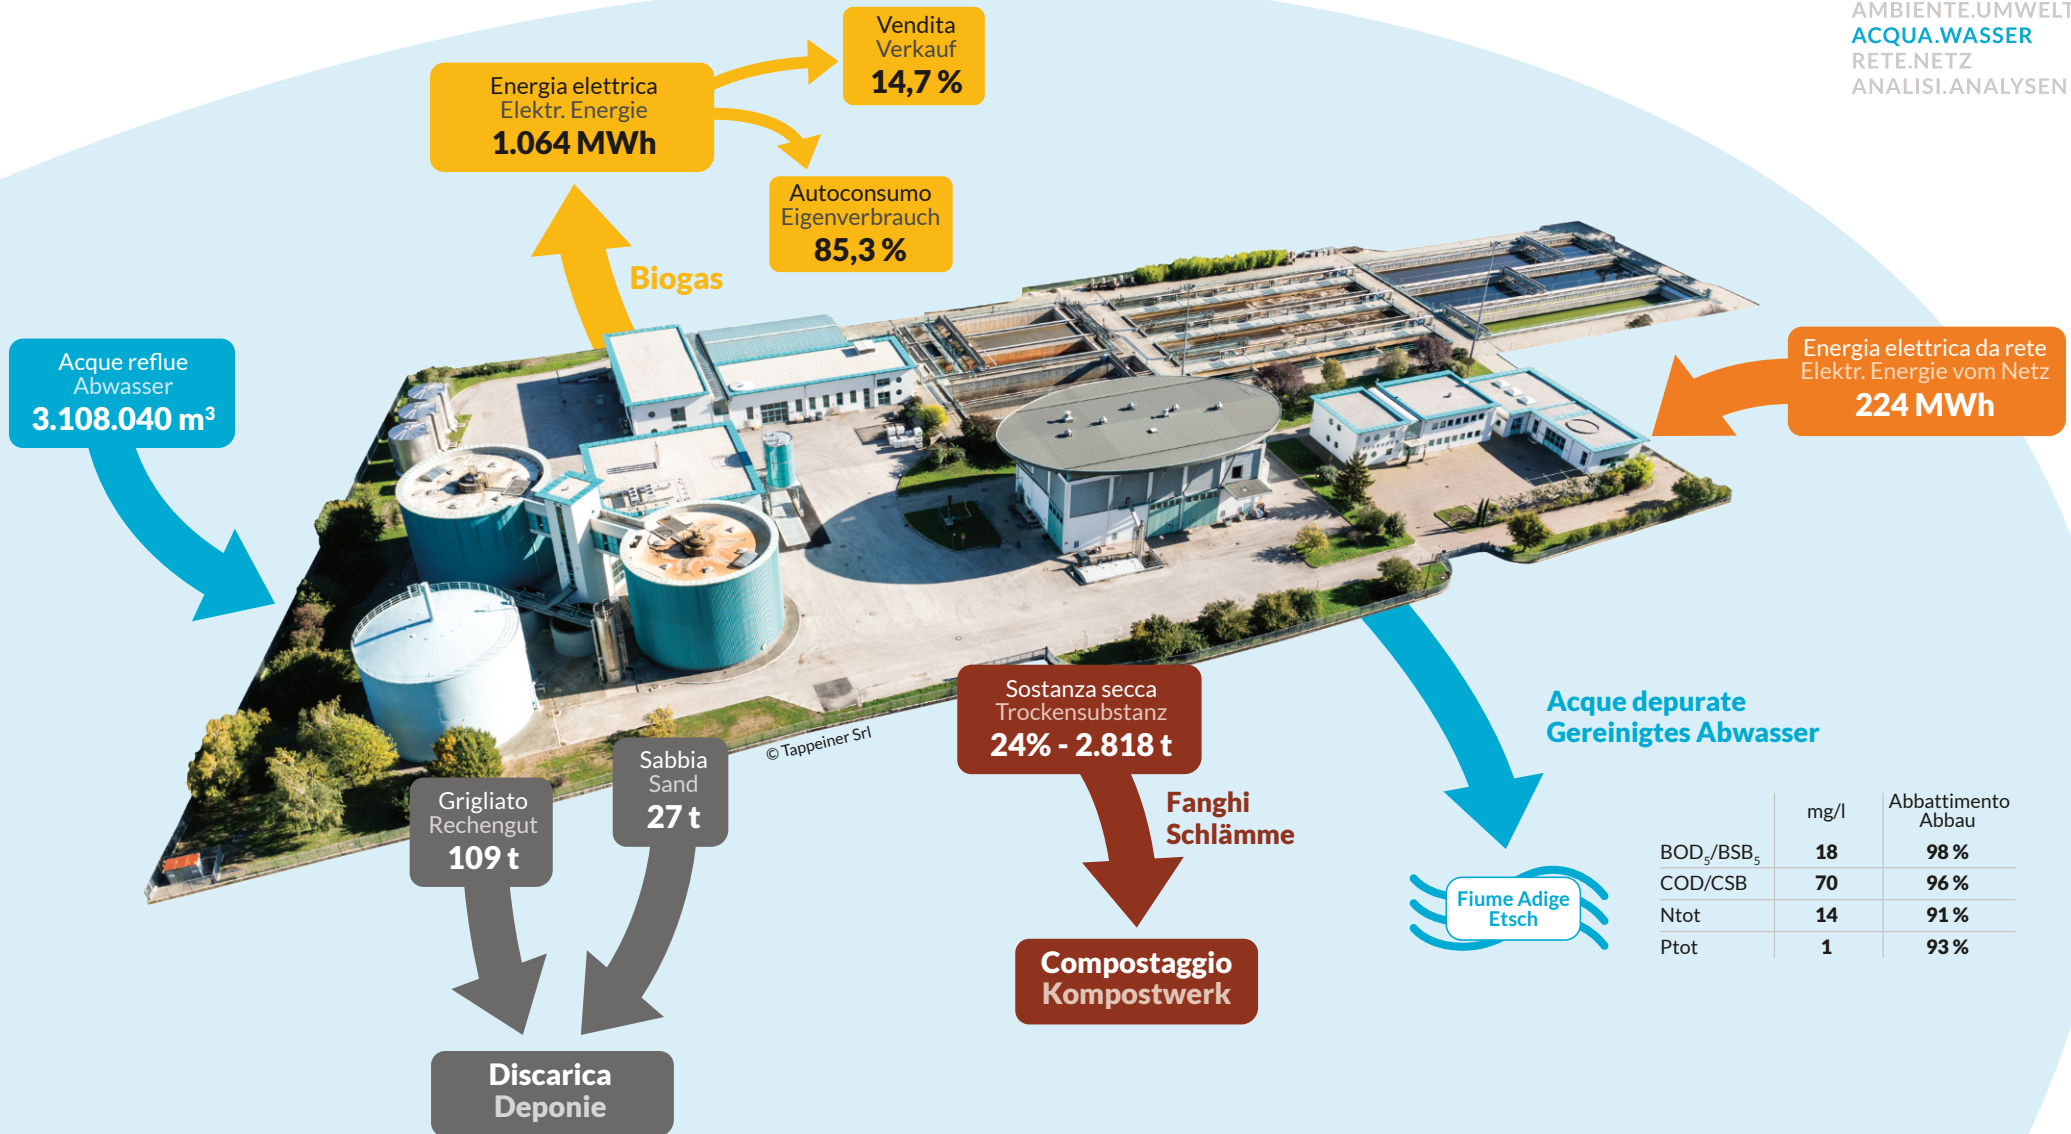 AMBIENTE.UMWELT
ACQUA.WASSER
RETE.NETZ
ANALISI.ANALYSEN
Vendita
Verkauf
14,7 %
Energia elettrica
Elektr. Energie
1.064 MWh
Autoconsumo
Eigenverbrauch
85,3 %
Biogas
Acque reflue
Abwasser
3.108.040 m³
Energia elettrica da rete
Elektr. Energie vom Netz
224 MWh
Sostanza secca
Trockensubstanz
24% - 2.818 t
Acque depurate
Gereinigtes Abwasser
© Tappeiner Srl
Sabbia
Sand
27 t
Grigliato
Rechengut
109 t
Fanghi
Schlämme
mg/l Abbattimento
Abbau
BOD₅/BSB₅ 18 98 %
COD/CSB 70 96 %
Ntot 14 91 %
Ptot 1 93 %
Fiume Adige
Etsch
Compostaggio
Kompostwerk
Discarica
Deponie